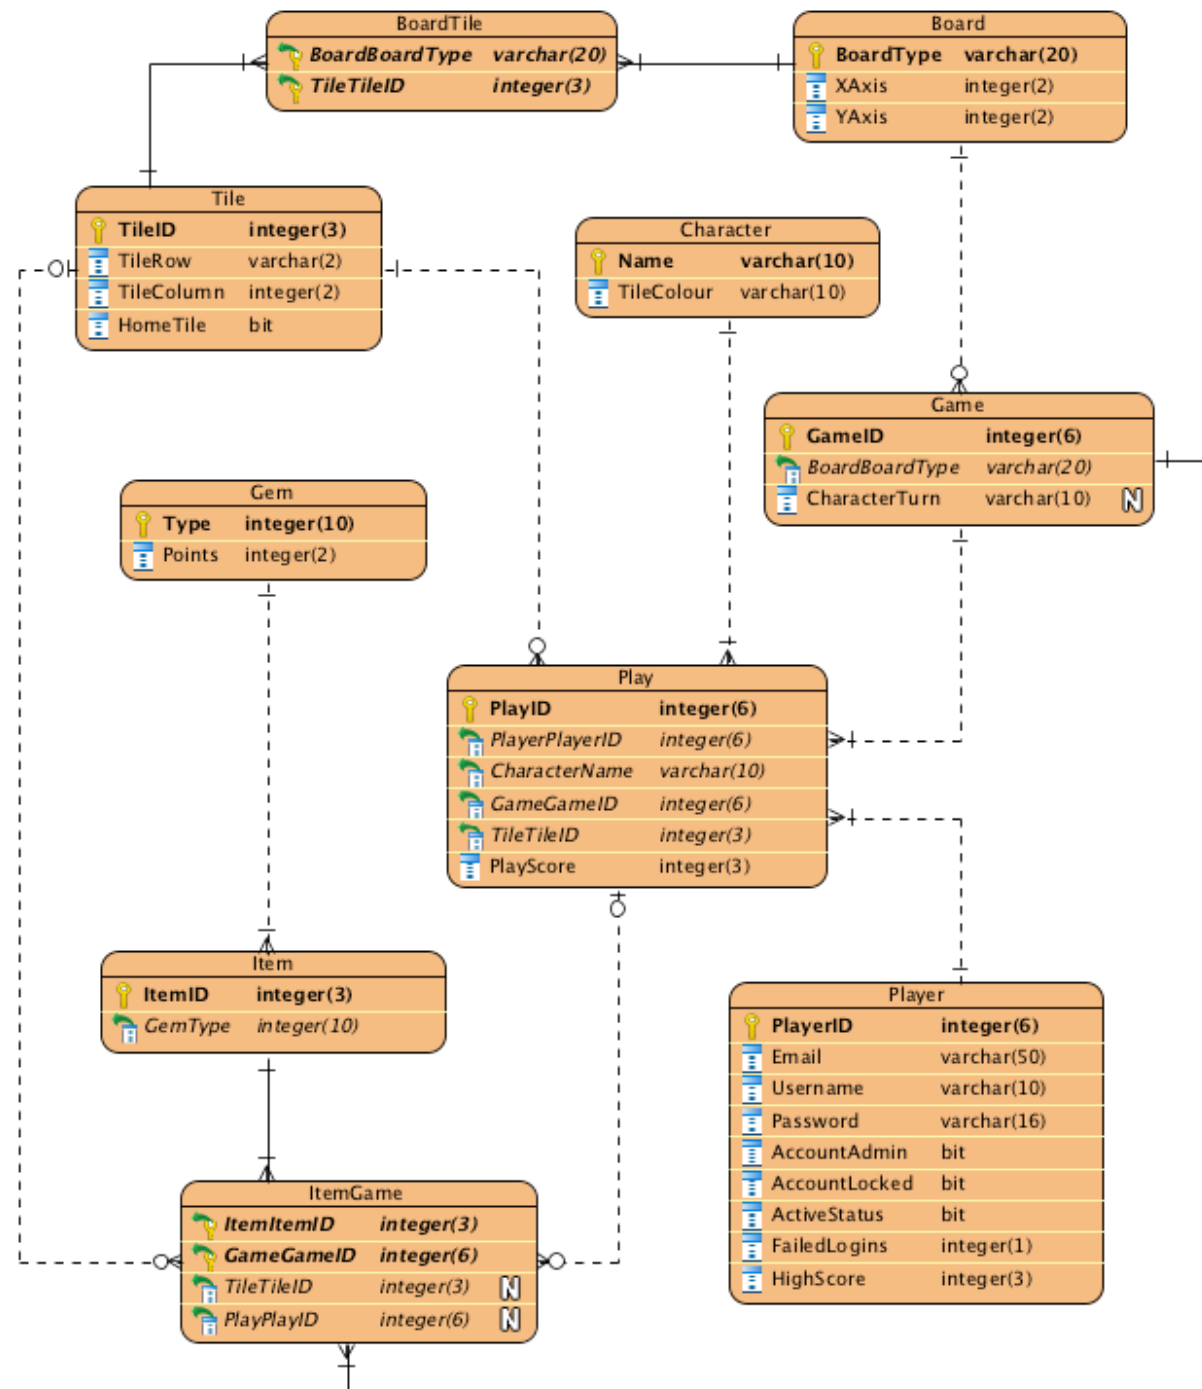 BoardTile
BoardBoardType varchar(20)
TileTileID integer(3)
Board
BoardType varchar(20)
XAxis integer(2)
YAxis integer(2)
Tile
TileID integer(3)
TileRow varchar(2)
TileColumn integer(2)
HomeTile bit
Character
Name varchar(10)
TileColour varchar(10)
Game
GameID integer(6)
BoardBoardType varchar(20)
CharacterTurn varchar(10) N
Gem
Type integer(10)
Points integer(2)
Play
PlayID integer(6)
PlayerPlayerID integer(6)
CharacterName varchar(10)
GameGameID integer(6)
TileTileID integer(3)
PlayScore integer(3)
Item
ItemID integer(3)
GemType integer(10)
Player
PlayerID integer(6)
Email varchar(50)
Username varchar(10)
Password varchar(16)
AccountAdmin bit
AccountLocked bit
ActiveStatus bit
FailedLogins integer(1)
HighScore integer(3)
ItemGame
ItemItemID integer(3)
GameGameID integer(6)
TileTileID integer(3) N
PlayPlayID integer(6) N